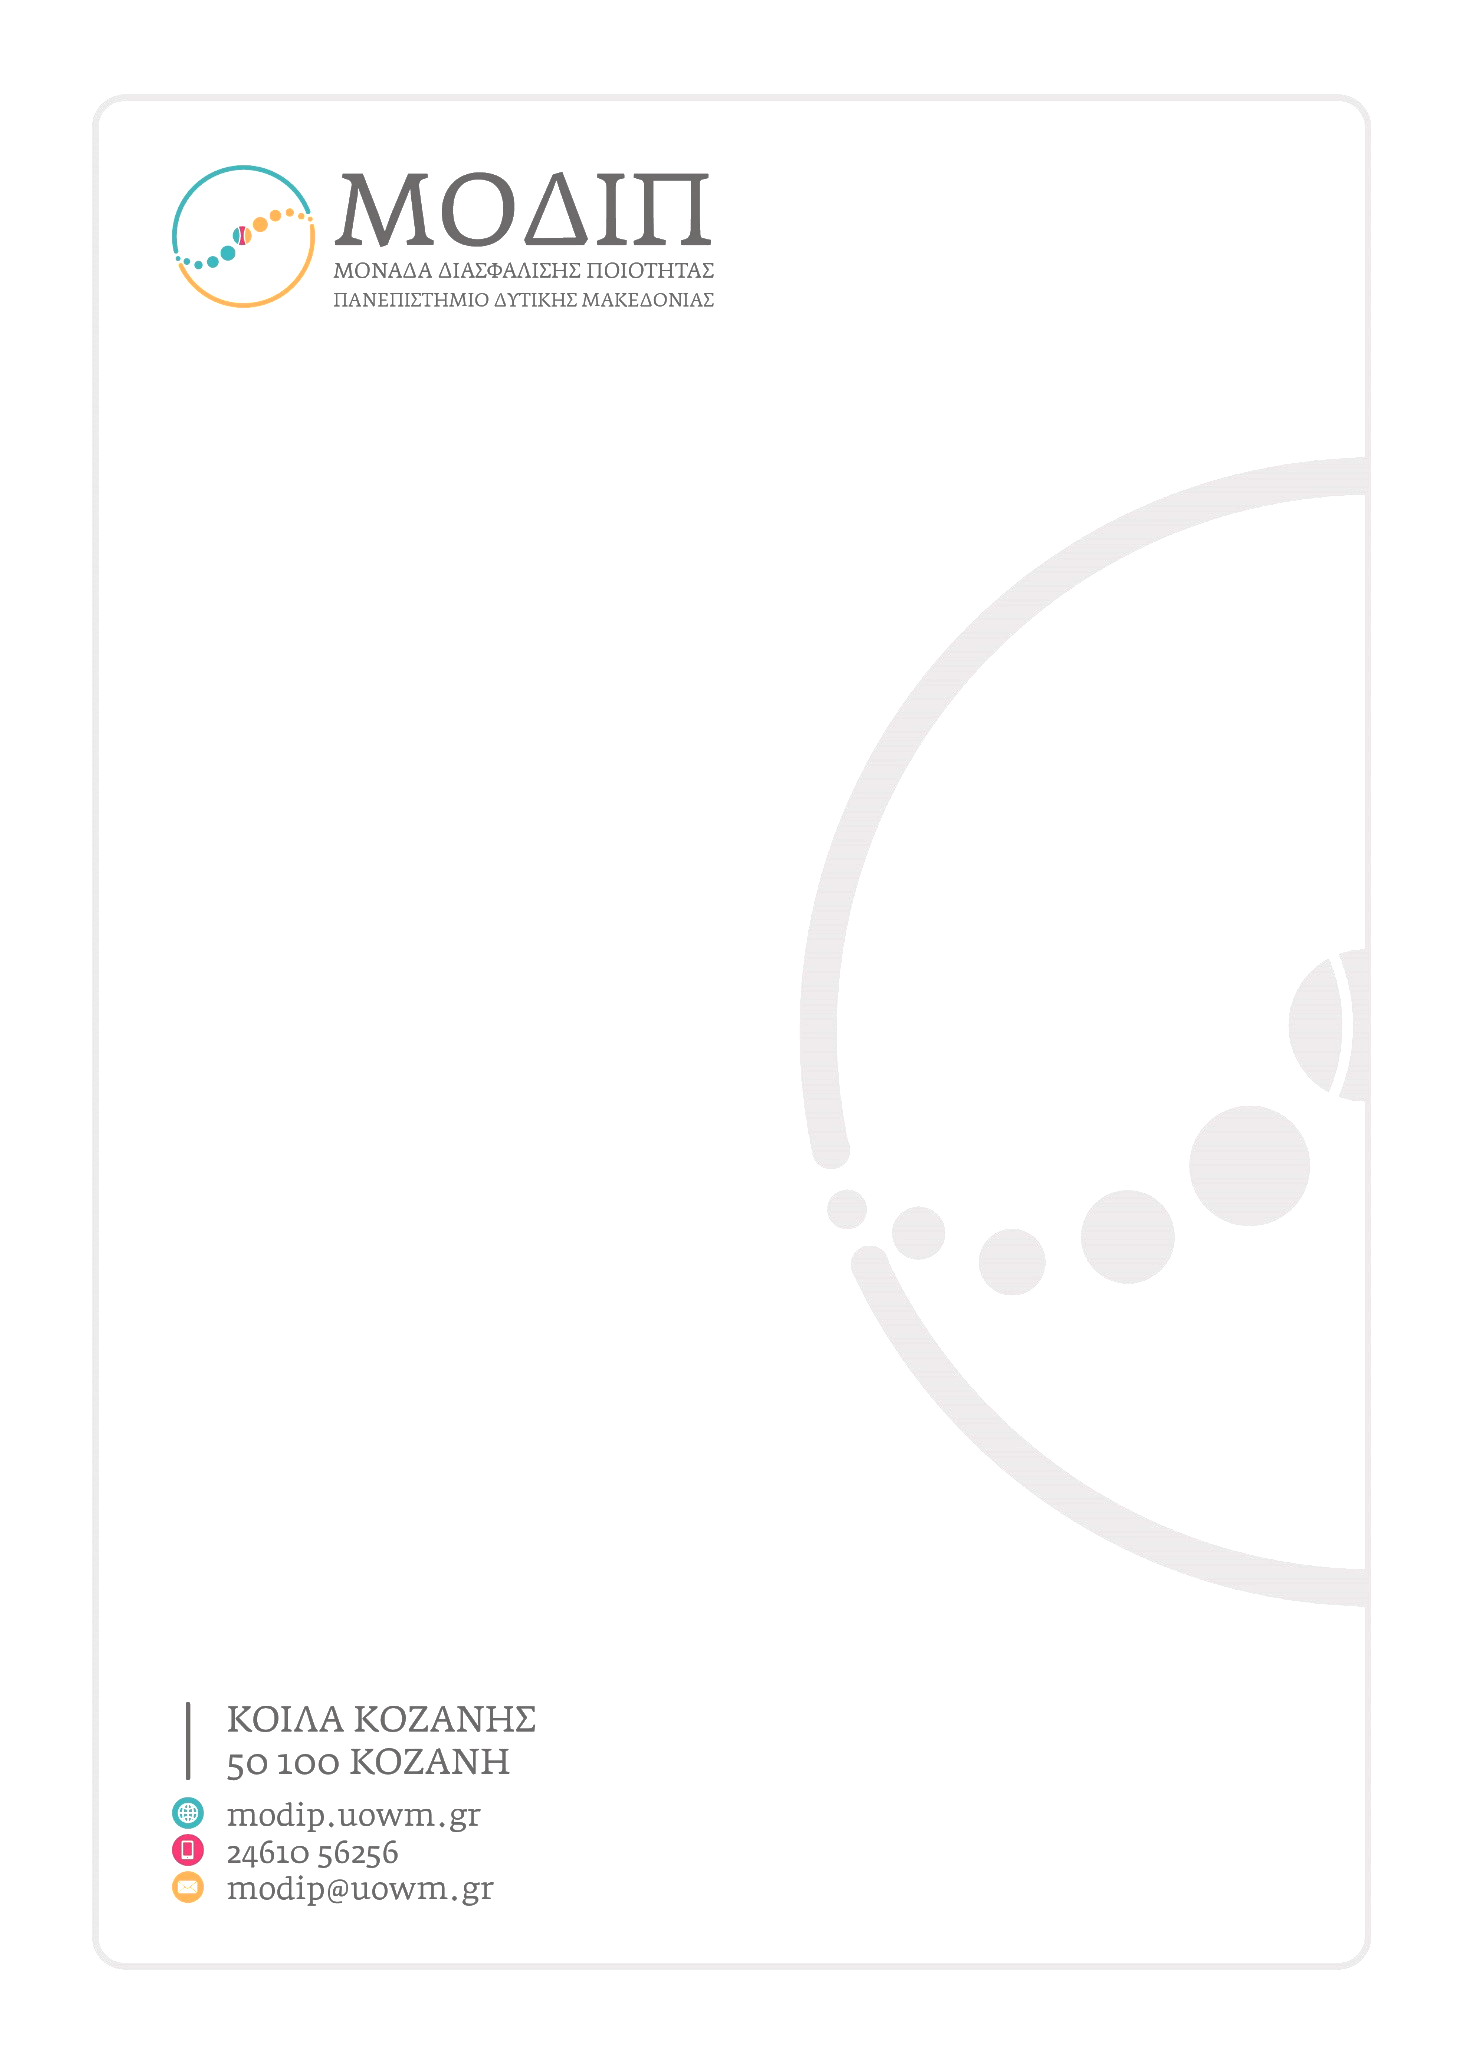 ΜΟΔΙΠ
ΜΟΝΑΔΑ ΔΙΑΣΦΑΛΙΣΗΣ ΠΟΙΟΤΗΤΑΣ
ΠΑΝΕΠΙΣΤΗΜΙΟ ΔΥΤΙΚΗΣ ΜΑΚΕΔΟΝΙΑΣ
ΚΟΙΛΑ ΚΟΖΑΝΗΣ
50 100 ΚΟΖΑΝΗ
modip.uowm.gr
24610 56256
modip@uowm.gr